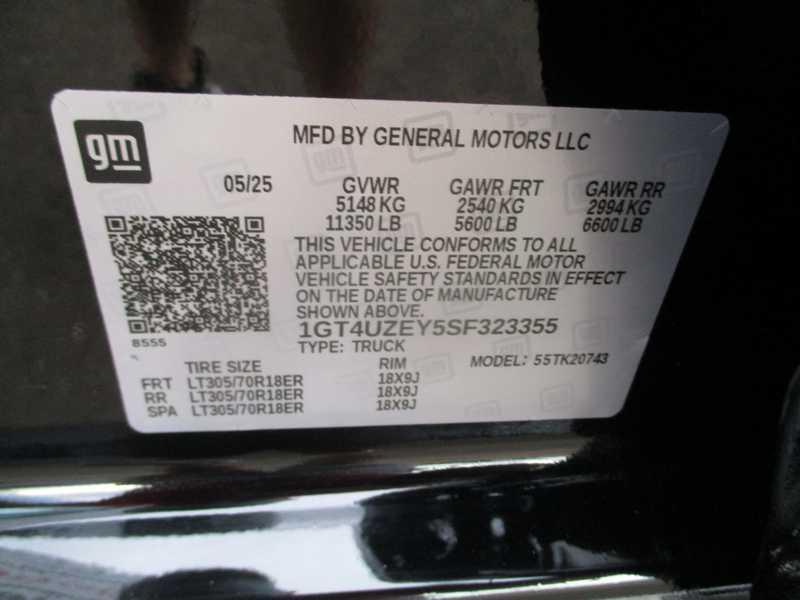 gm
MFD BY GENERAL MOTORS LLC
05/25 GVWR GAWR FRT GAWR RR
5148 KG 2540 KG 2994 KG
11350 LB 5600 LB 6600 LB
THIS VEHICLE CONFORMS TO ALL
APPLICABLE U.S. FEDERAL MOTOR
VEHICLE SAFETY STANDARDS IN EFFECT
ON THE DATE OF MANUFACTURE
SHOWN ABOVE.
8555
1GT4UZEY5SF323355
TYPE: TRUCK
MODEL: 55TK20743
TIRE SIZE RIM
FRT LT305/70R18ER 18X9J
RR LT305/70R18ER 18X9J
SPA LT305/70R18ER 18X9J